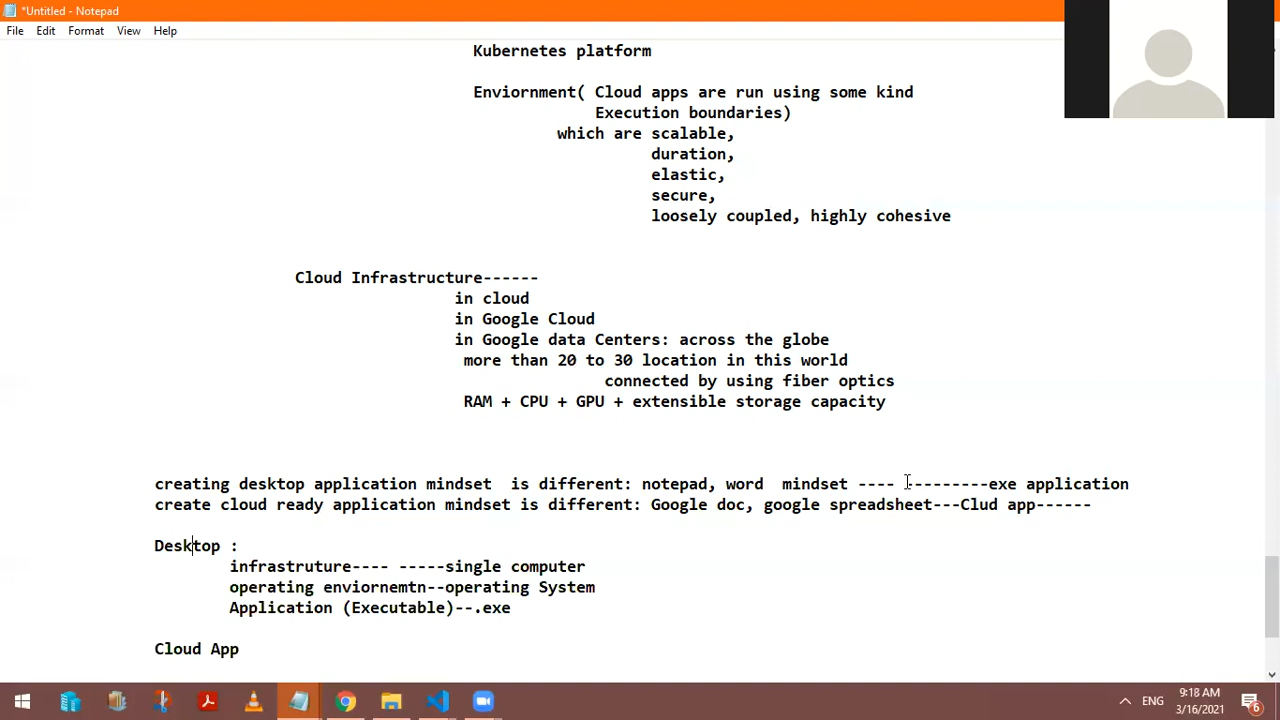 *Untitled - Notepad
File Edit Format View Help
Kubernetes platform
Enviornment( Cloud apps are run using some kind
Execution boundaries)
which are scalable,
duration,
elastic,
secure,
loosely coupled, highly cohesive
Cloud Infrastructure------
in cloud
in Google Cloud
in Google data Centers: across the globe
more than 20 to 30 location in this world
connected by using fiber optics
RAM + CPU + GPU + extensible storage capacity
creating desktop application mindset  is different: notepad, word  mindset ---- ---------exe application
create cloud ready application mindset is different: Google doc, google spreadsheet---Clud app------
Desktop :
infrastruture---- -----single computer
operating enviornemtn--operating System
Application (Executable)--.exe
Cloud App
ENG
9:18 AM
3/16/2021
6